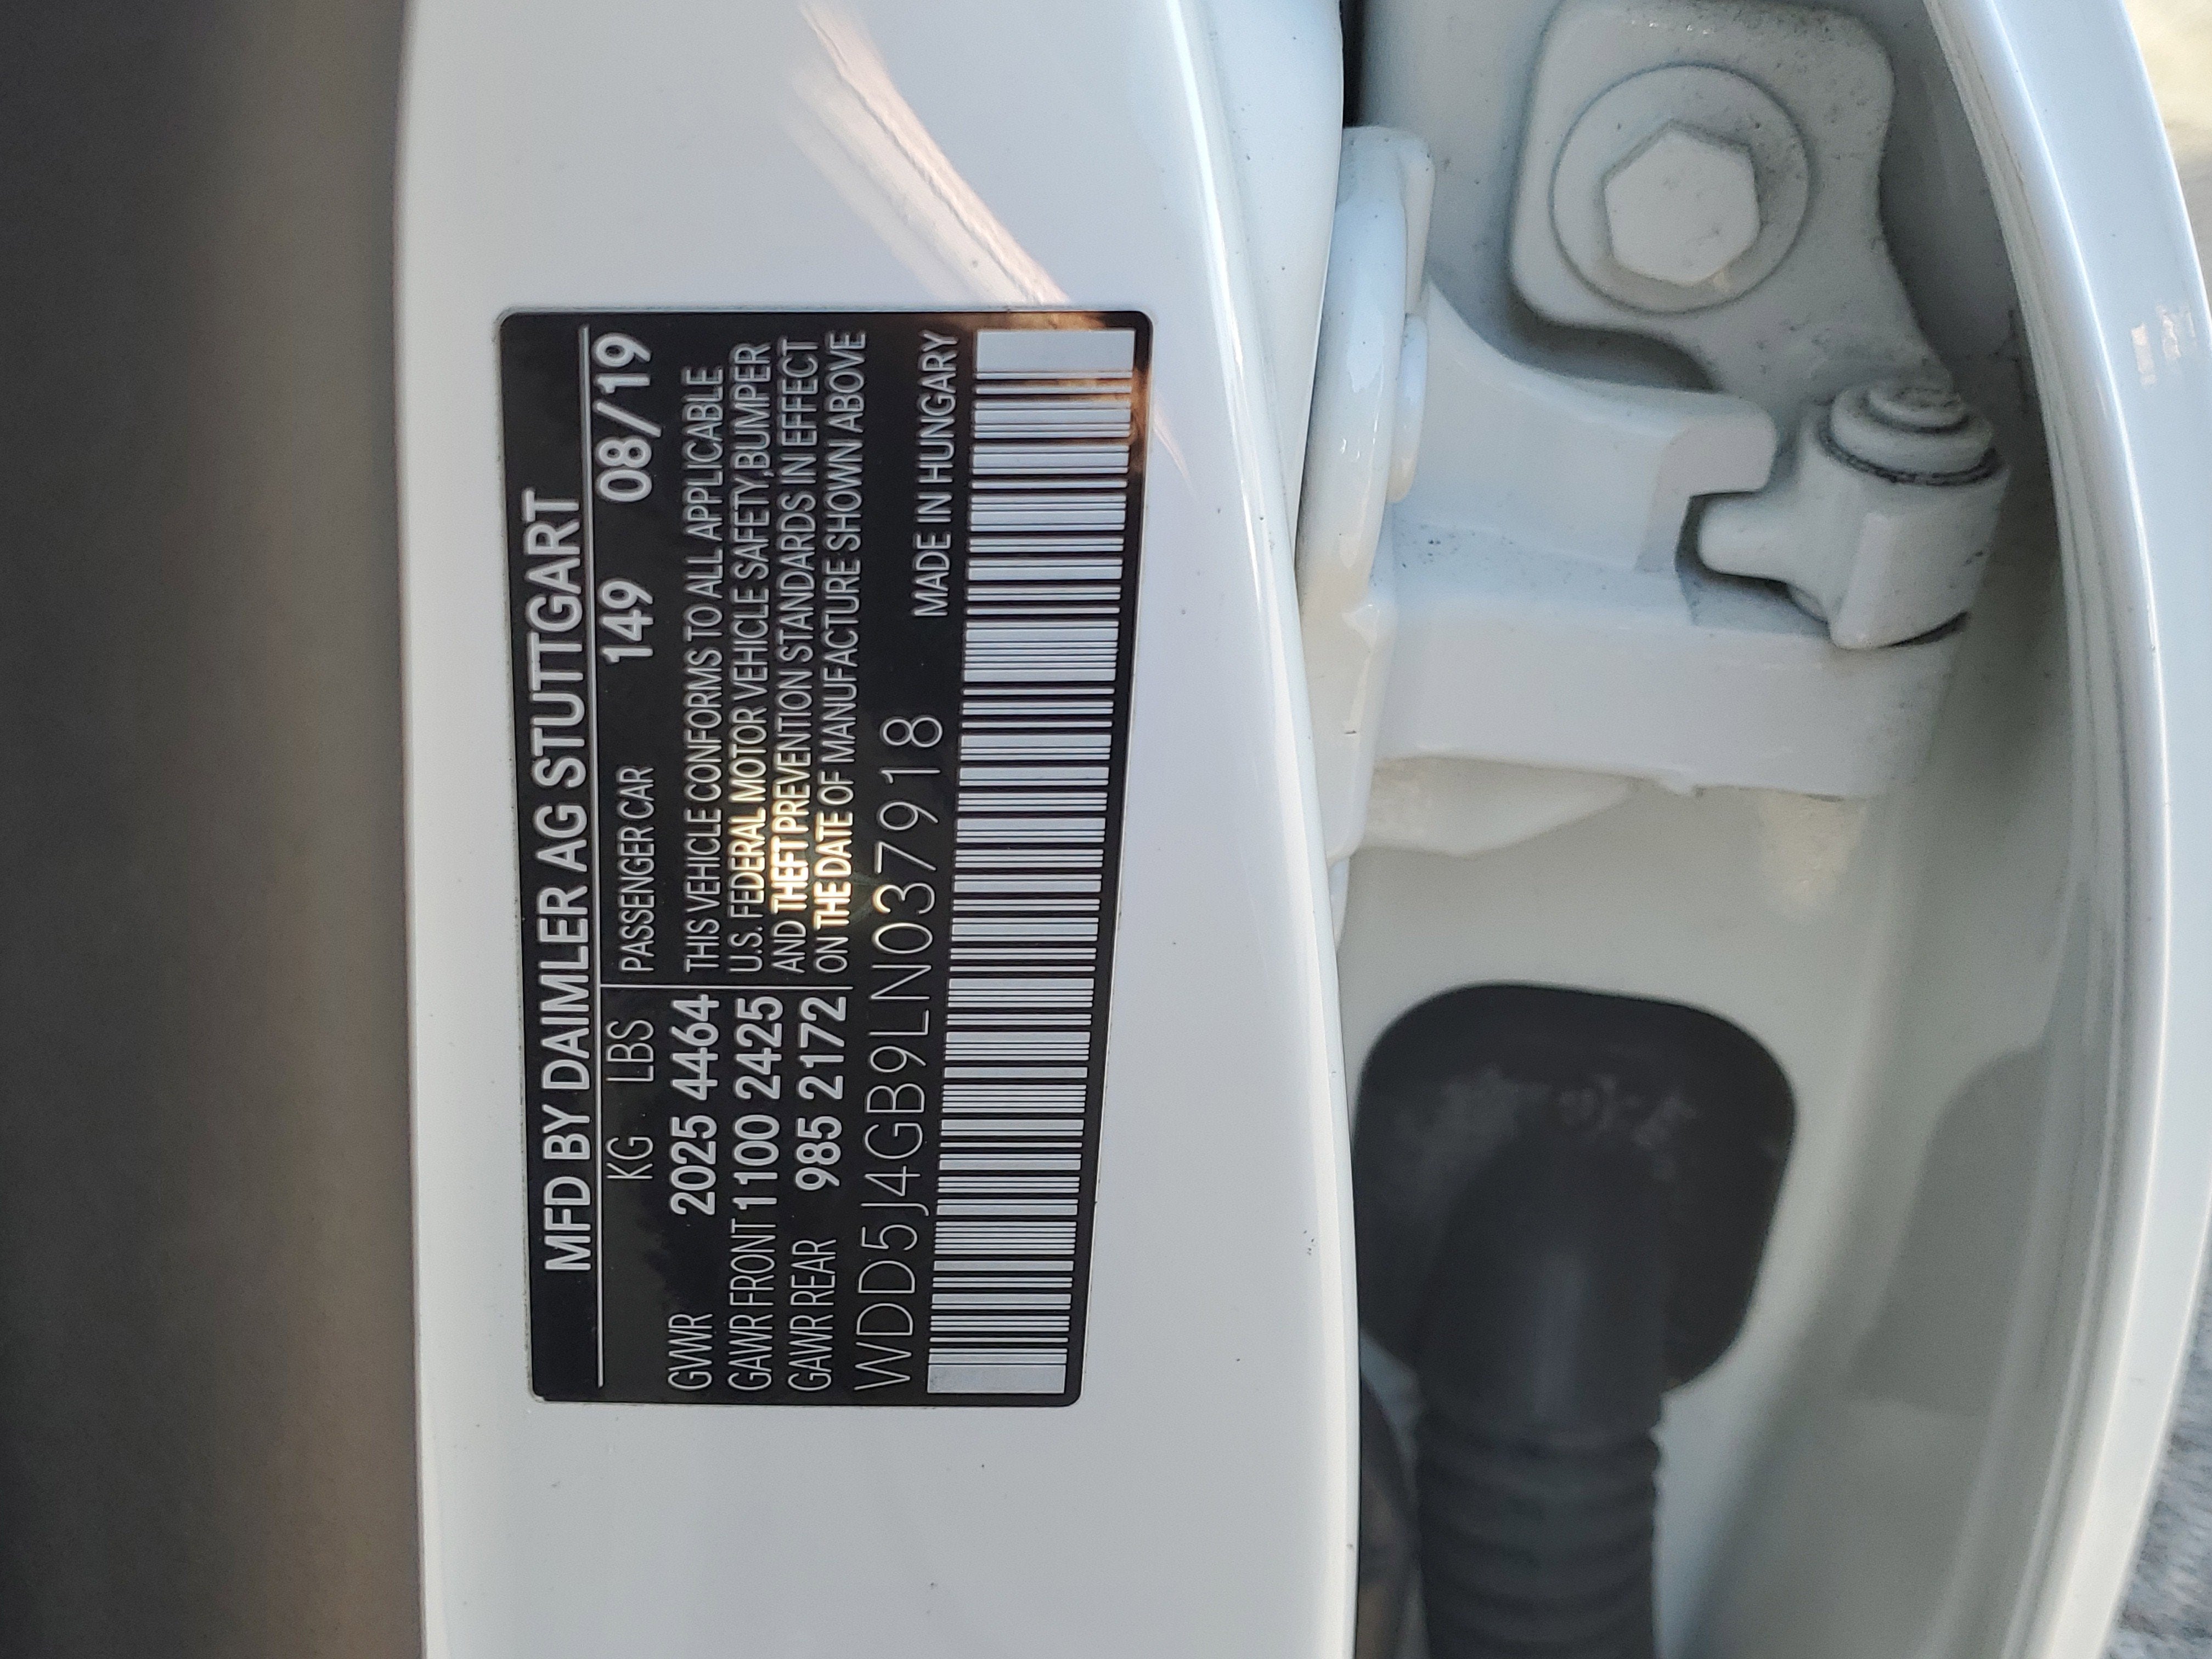 MFD BY DAIMLER AG STUTTGART
KG LBS PASSENGER CAR 149 08/19
GVWR 2025 4464 THIS VEHICLE CONFORMS TO ALL APPLICABLE
GAWR FRONT 1100 2425 U.S. FEDERAL MOTOR VEHICLE SAFETY,BUMPER
GAWR REAR 985 2172 AND THEFT PREVENTION STANDARDS IN EFFECT
ON THE DATE OF MANUFACTURE SHOWN ABOVE
WDD5J4GB9LN037918 MADE IN HUNGARY